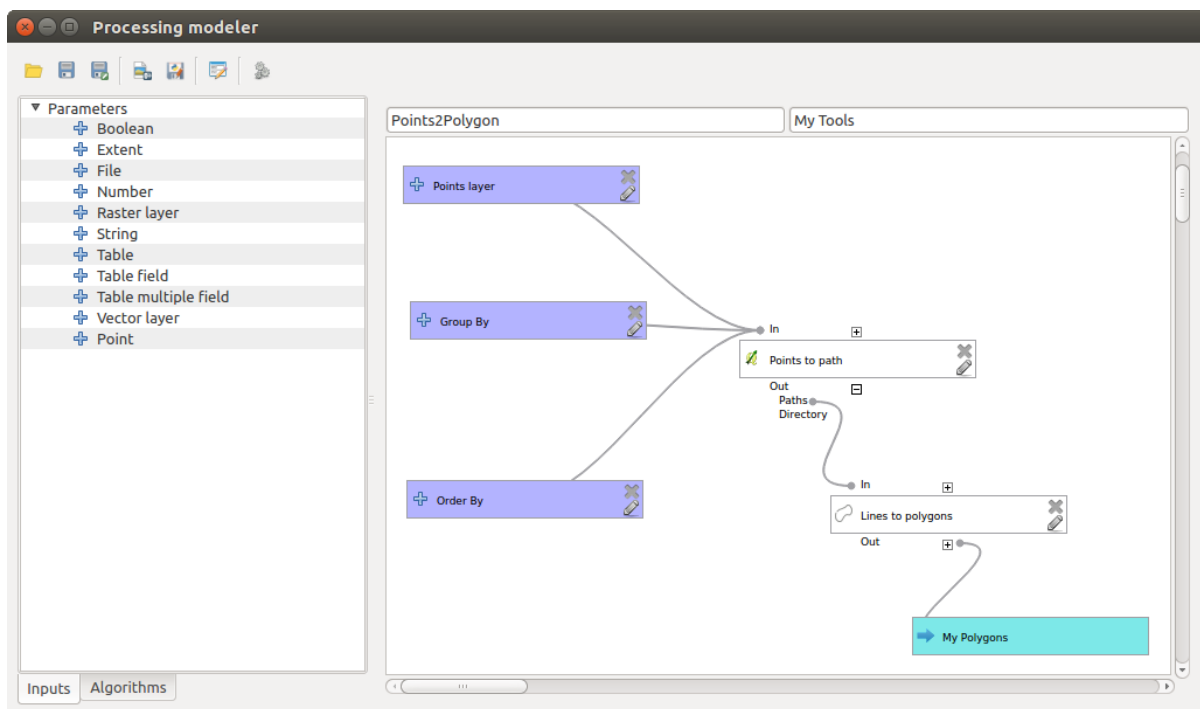 Processing modeler
Parameters
Boolean
Extent
File
Number
Raster layer
String
Table
Table field
Table multiple field
Vector layer
Point
Inputs
Algorithms
Points2Polygon
My Tools
Points layer
Group By
Order By
In
Points to path
Out
Paths
Directory
In
Lines to polygons
Out
My Polygons